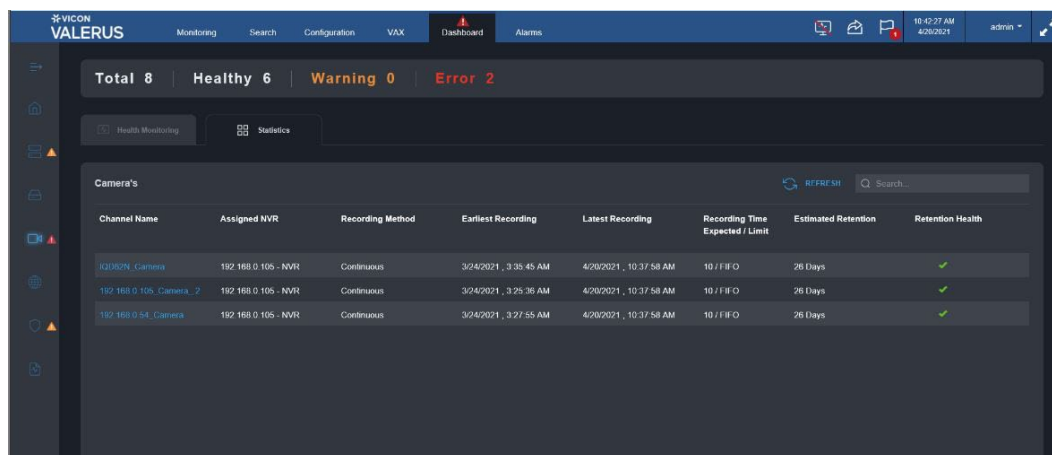 VICON
VALERUS Monitoring Search Configuration VAX Dashboard Alarms 1 10:42:27 AM 4/20/2021 admin
Total 8 Healthy 6 Warning 0 Error 2
Health Monitoring Statistics
Camera's REFRESH Search...
Channel Name Assigned NVR Recording Method Earliest Recording Latest Recording Recording Time Expected / Limit Estimated Retention Retention Health
IQD62N_Camera 192.168.0.105 - NVR Continuous 3/24/2021 , 3:35:45 AM 4/20/2021 , 10:37:58 AM 10 / FIFO 26 Days
192.168.0.105_Camera_ 2 192.168.0.105 - NVR Continuous 3/24/2021 , 3:25:36 AM 4/20/2021 , 10:37:58 AM 10 / FIFO 26 Days
192.168.0.54_Camera 192.168.0.105 - NVR Continuous 3/24/2021 , 3:27:55 AM 4/20/2021 , 10:37:58 AM 10 / FIFO 26 Days